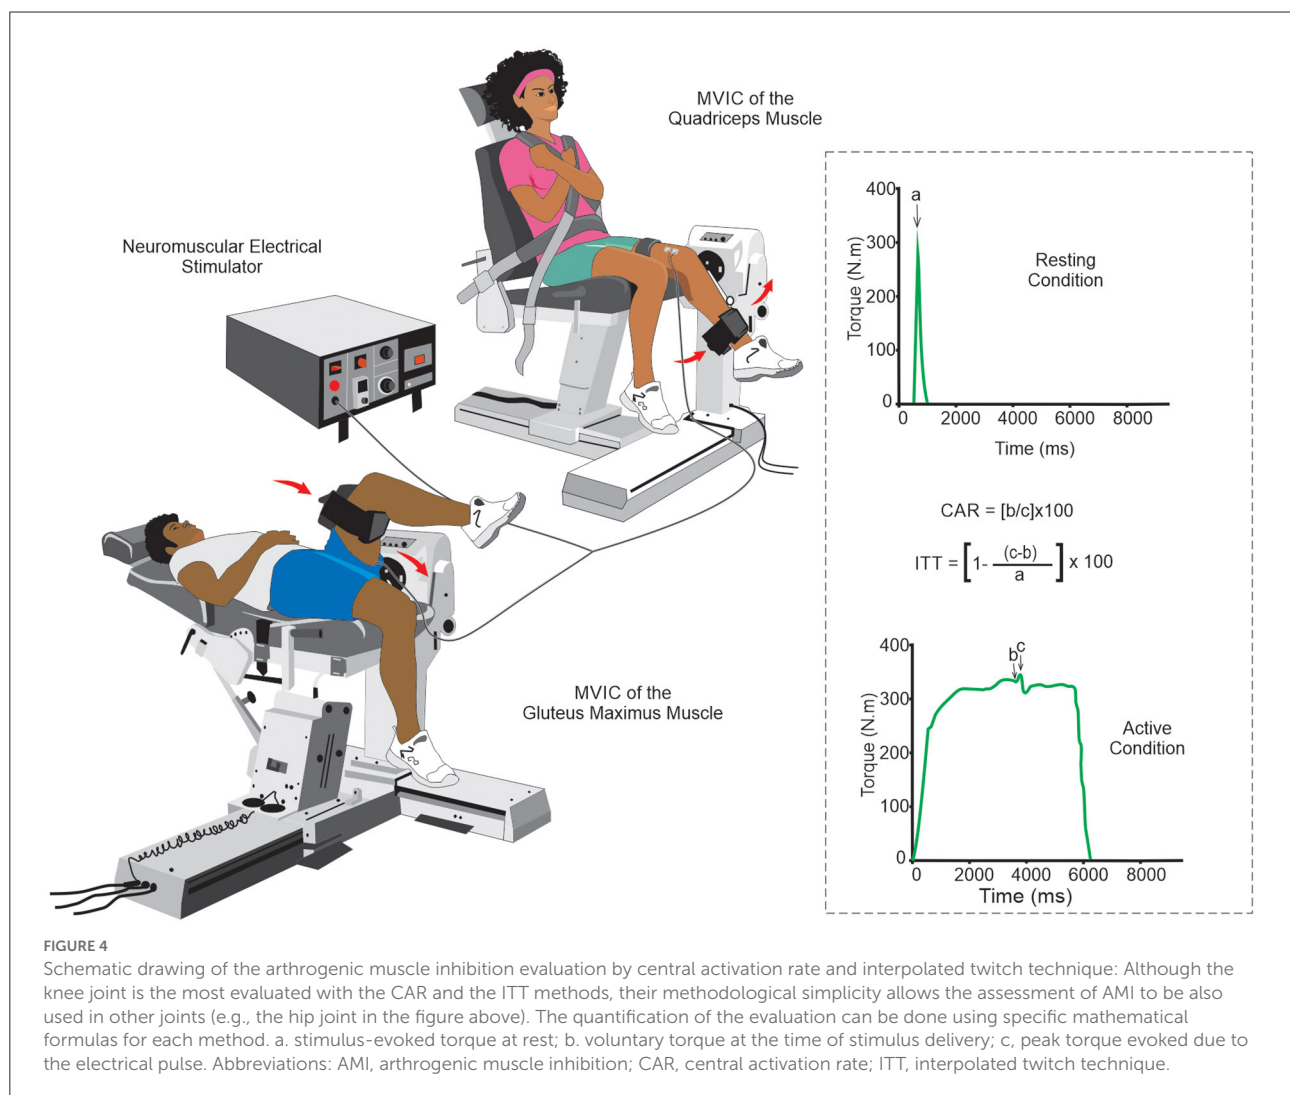 MVIC of the
Quadriceps Muscle
Neuromuscular Electrical
Stimulator
MVIC of the
Gluteus Maximus Muscle
400
300
200
100
0
Torque (N.m)
a
Resting
Condition
0 2000 4000 6000 8000
Time (ms)
CAR = [b/c]x100
ITT = [1- (c-b)/a] x 100
400
300
200
100
0
Torque (N.m)
b c
Active
Condition
0 2000 4000 6000 8000
Time (ms)
FIGURE 4
Schematic drawing of the arthrogenic muscle inhibition evaluation by central activation rate and interpolated twitch technique: Although the
knee joint is the most evaluated with the CAR and the ITT methods, their methodological simplicity allows the assessment of AMI to be also
used in other joints (e.g., the hip joint in the figure above). The quantification of the evaluation can be done using specific mathematical
formulas for each method. a. stimulus-evoked torque at rest; b. voluntary torque at the time of stimulus delivery; c, peak torque evoked due to
the electrical pulse. Abbreviations: AMI, arthrogenic muscle inhibition; CAR, central activation rate; ITT, interpolated twitch technique.